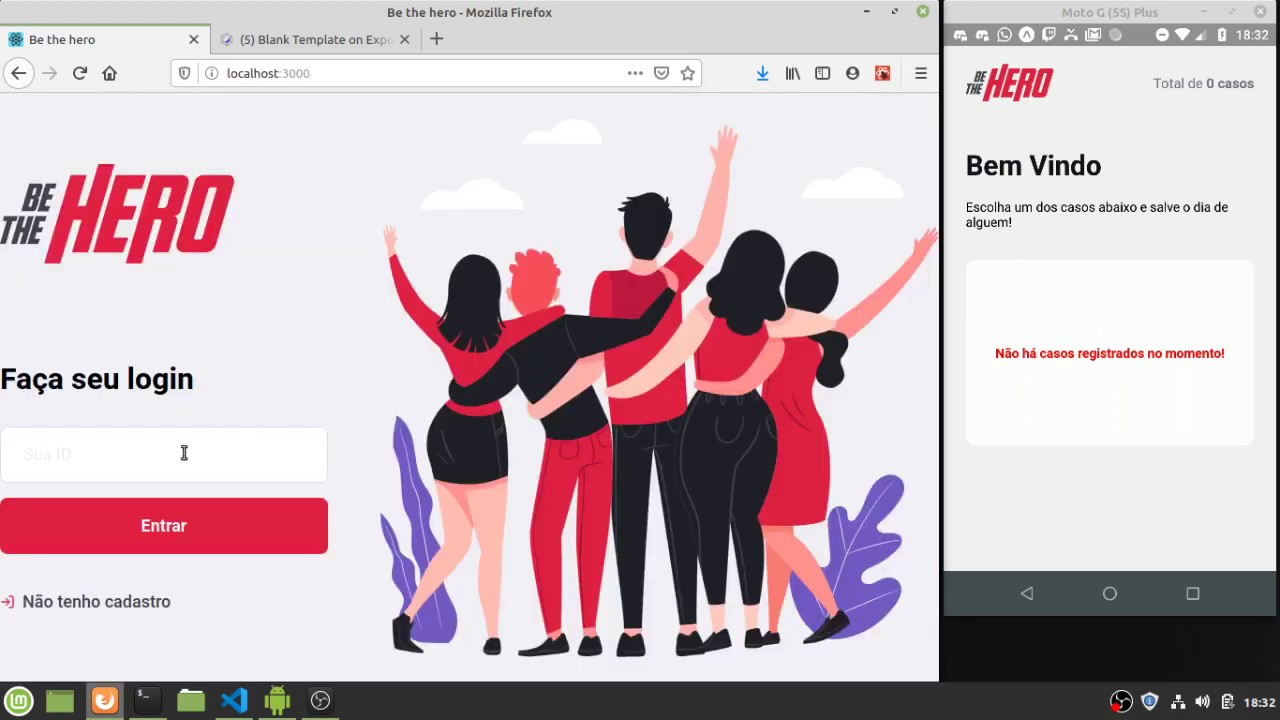 Be the hero - Mozilla Firefox
Be the hero
(5) Blank Template on Expo
localhost:3000
BE THE HERO
Faça seu login
Sua ID
Entrar
Não tenho cadastro
Moto G (5S) Plus
18:32
BE THE HERO
Total de 0 casos
Bem Vindo
Escolha um dos casos abaixo e salve o dia de
alguem!
Não há casos registrados no momento!
18:32